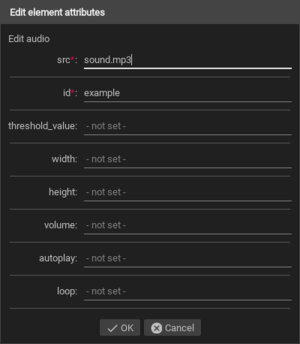 Edit element attributes
Edit audio
src*: sound.mp3
id*: example
threshold_value: - not set -
width: - not set -
height: - not set -
volume: - not set -
autoplay: - not set -
loop: - not set -
OK Cancel